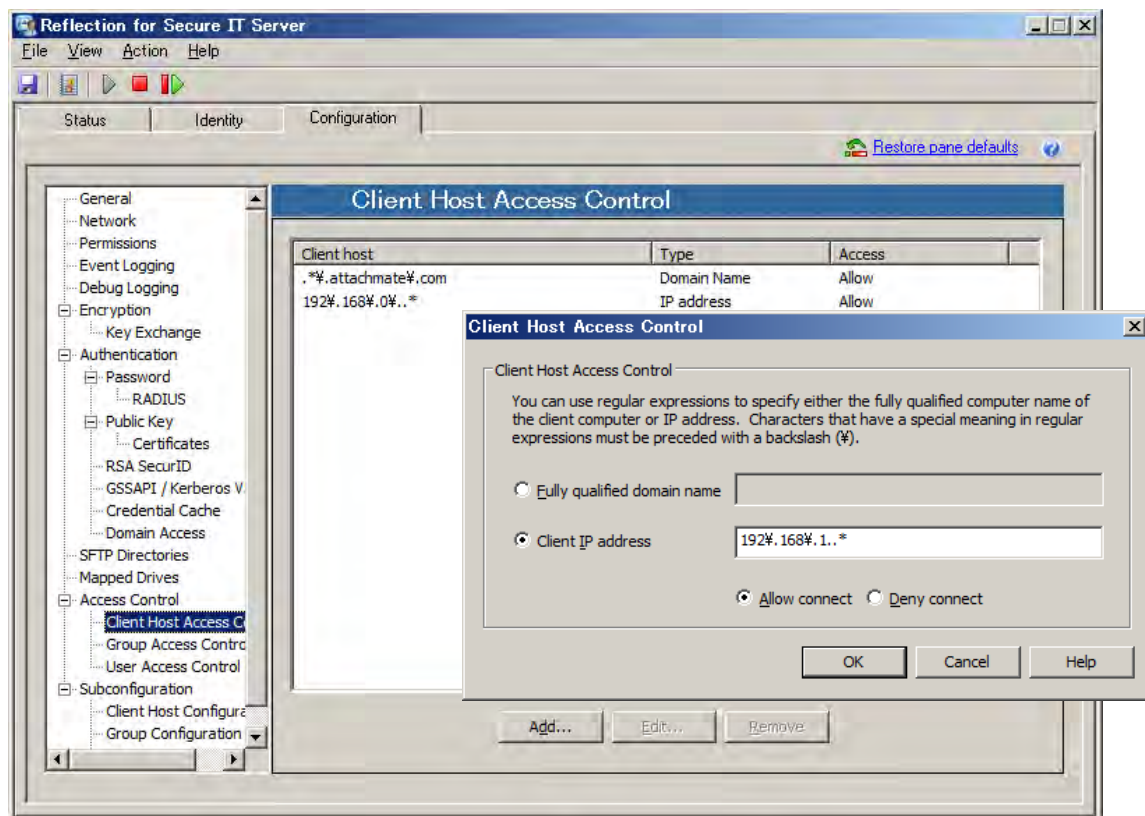 Reflection for Secure IT Server
File View Action Help
Status Identity Configuration
Restore pane defaults
General
Network
Permissions
Event Logging
Debug Logging
Encryption
Key Exchange
Authentication
Password
RADIUS
Public Key
Certificates
RSA SecurID
GSSAPI / Kerberos V
Credential Cache
Domain Access
SFTP Directories
Mapped Drives
Access Control
Client Host Access C
Group Access Contro
User Access Control
Subconfiguration
Client Host Configura
Group Configuration
Client Host Access Control
Client host Type Access
.*¥.attachmate¥.com Domain Name Allow
192¥.168¥.0¥..* IP address Allow
Add... Edit... Remove
Client Host Access Control
Client Host Access Control
You can use regular expressions to specify either the fully qualified computer name of
the client computer or IP address. Characters that have a special meaning in regular
expressions must be preceded with a backslash (¥).
Fully qualified domain name
Client IP address 192¥.168¥.1..*
Allow connect Deny connect
OK Cancel Help